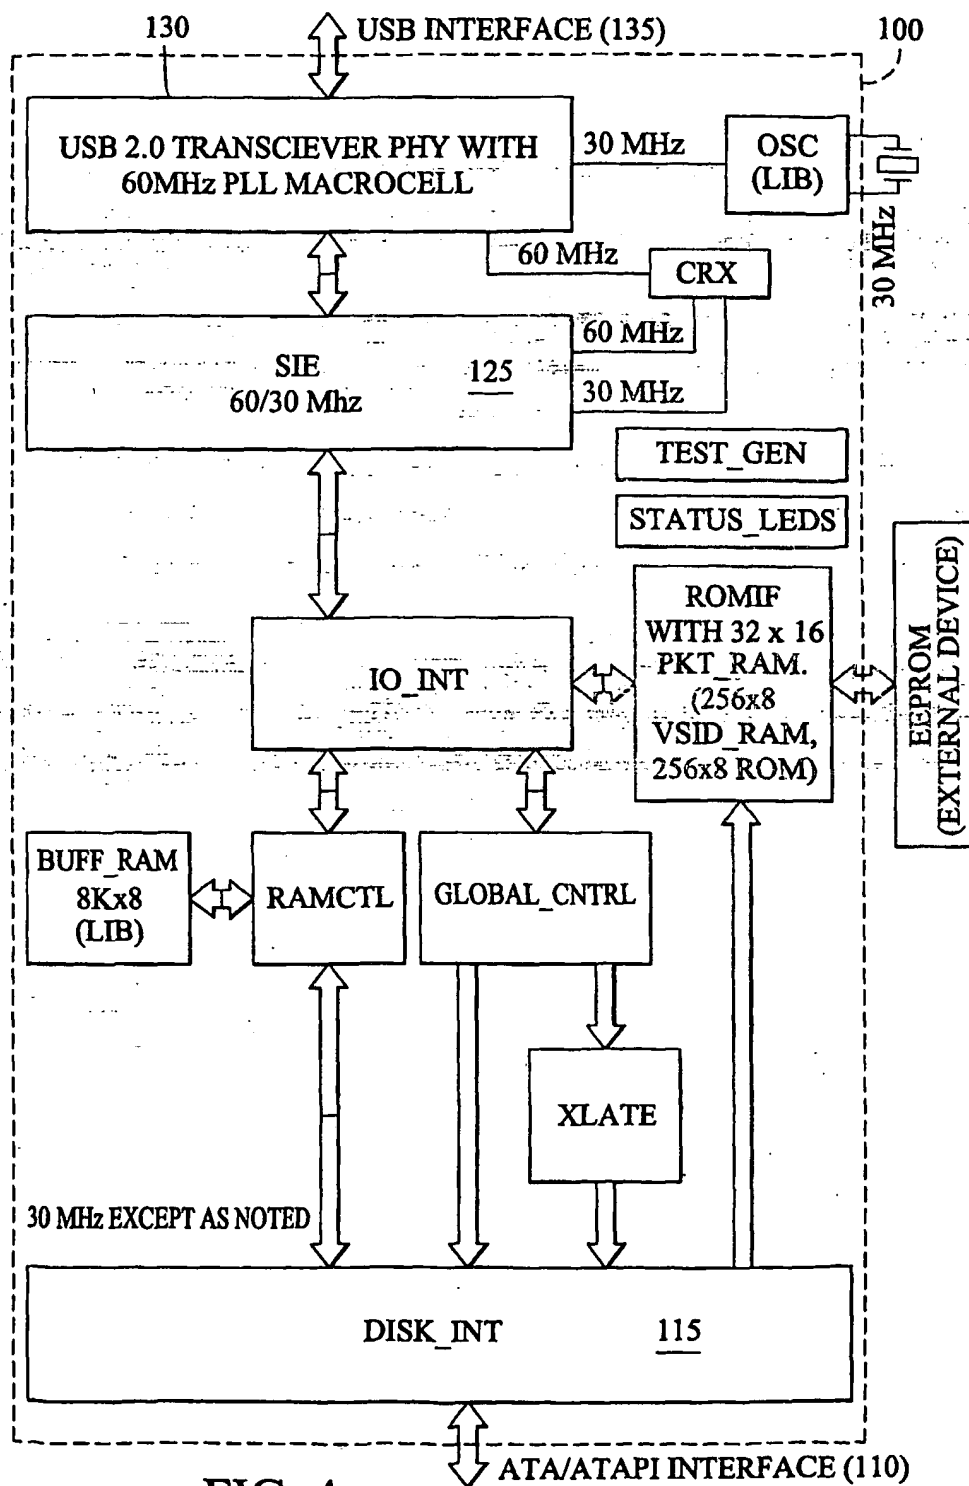 130
USB INTERFACE (135)
100
USB 2.0 TRANSCIEVER PHY WITH
60MHz PLL MACROCELL
30 MHz
OSC
(LIB)
30 MHz
60 MHz
CRX
SIE
60/30 Mhz
125
60 MHz
30 MHz
TEST_GEN
STATUS_LEDS
IO_INT
ROMIF
WITH 32 x 16
PKT_RAM.
(256x8
VSID_RAM,
256x8 ROM)
EEPROM
(EXTERNAL DEVICE)
BUFF_RAM
8Kx8
(LIB)
RAMCTL
GLOBAL_CNTRL
XLATE
30 MHz EXCEPT AS NOTED
DISK_INT
115
ATA/ATAPI INTERFACE (110)